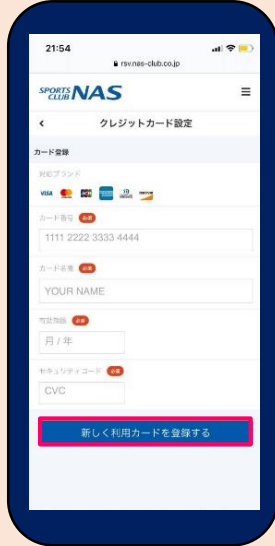 21:54
rsv.nas-club.co.jp
SPORTS CLUB NAS
クレジットカード設定
カード登録
対応ブランド
VISA
カード番号 必須
1111 2222 3333 4444
カード名義 必須
YOUR NAME
有効期限 必須
月 / 年
セキュリティコード 必須
CVC
新しく利用カードを登録する